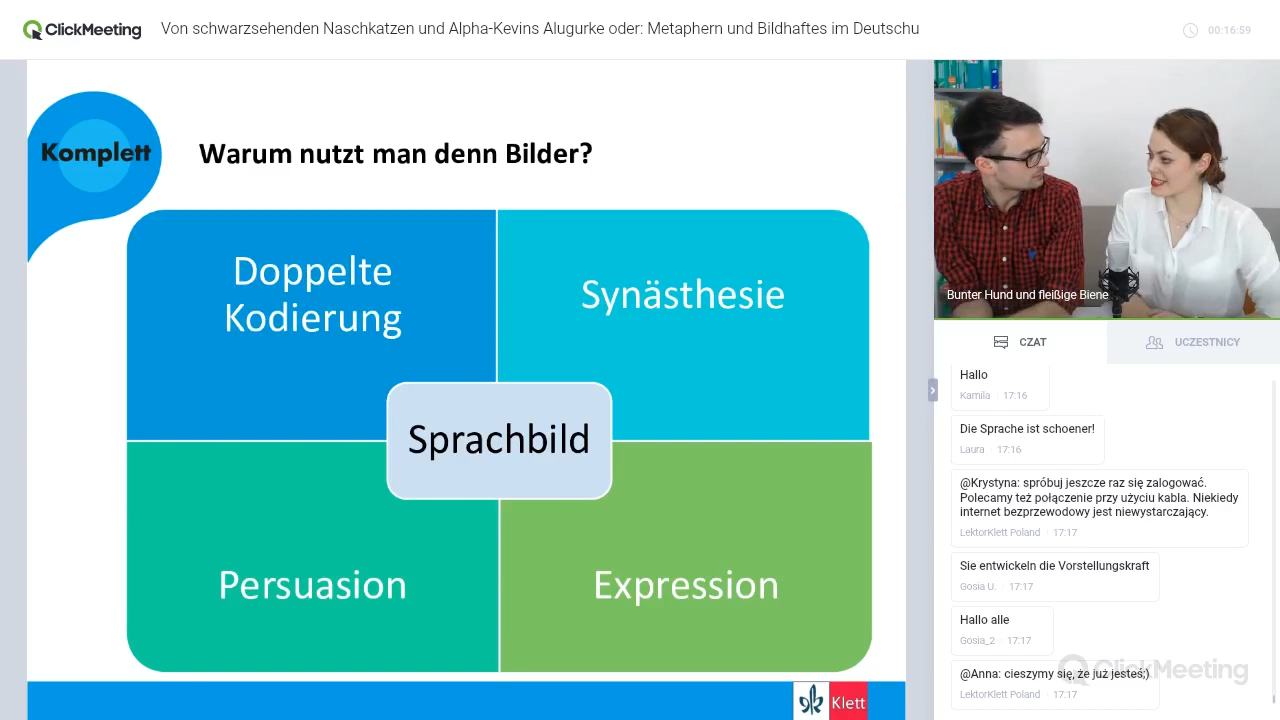 ClickMeeting
Von schwarzsehenden Naschkatzen und Alpha-Kevins Alugurke oder: Metaphern und Bildhaftes im Deutschu
00:16:59
Komplett
Warum nutzt man denn Bilder?
Doppelte
Kodierung
Synästhesie
Sprachbild
Persuasion
Expression
Klett
Bunter Hund und fleißige Biene
CZAT
UCZESTNICY
Hallo
Kamila 17:16
Die Sprache ist schoener!
Laura 17:16
@Krystyna: spróbuj jeszcze raz się zalogować.
Polecamy też połączenie przy użyciu kabla. Niekiedy
internet bezprzewodowy jest niewystarczający.
LektorKlett Poland 17:17
Sie entwickeln die Vorstellungskraft
Gosia U. 17:17
Hallo alle
Gosia_2 17:17
@Anna: cieszymy się, że już jesteś;)
LektorKlett Poland 17:17
ClickMeeting